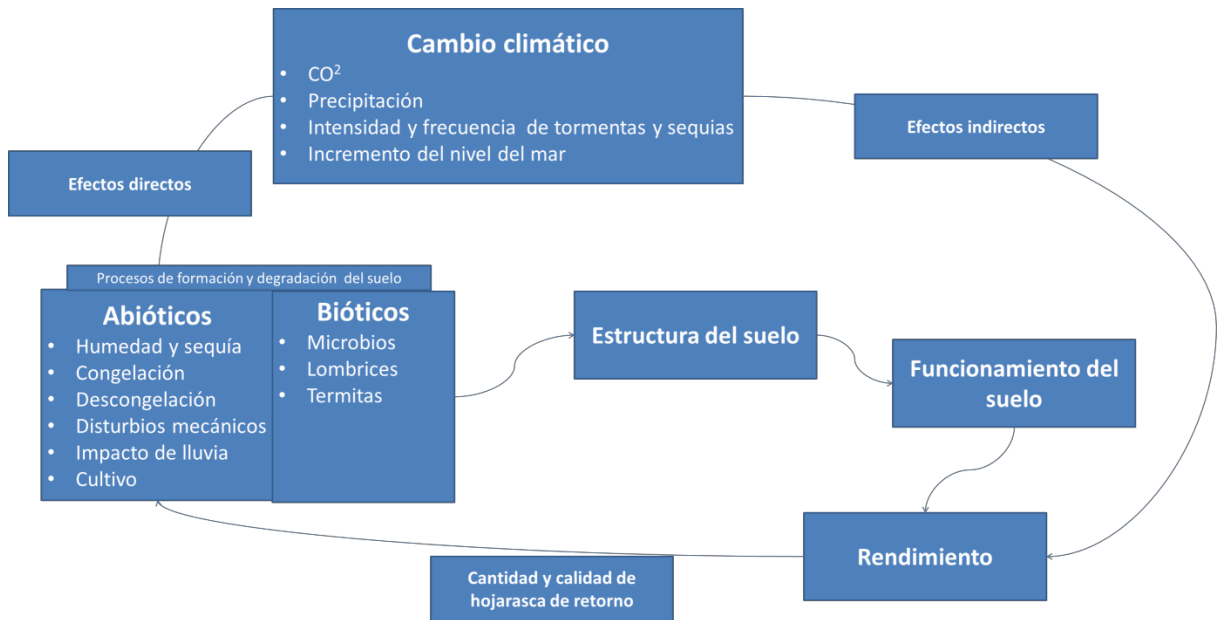 Cambio climático
• CO²
• Precipitación
• Intensidad y frecuencia de tormentas y sequias
• Incremento del nivel del mar
Efectos indirectos
Efectos directos
Procesos de formación y degradación del suelo
Abióticos
• Humedad y sequía
• Congelación
• Descongelación
• Disturbios mecánicos
• Impacto de lluvia
• Cultivo
Bióticos
• Microbios
• Lombrices
• Termitas
Estructura del suelo
Funcionamiento del
suelo
Rendimiento
Cantidad y calidad de
hojarasca de retorno